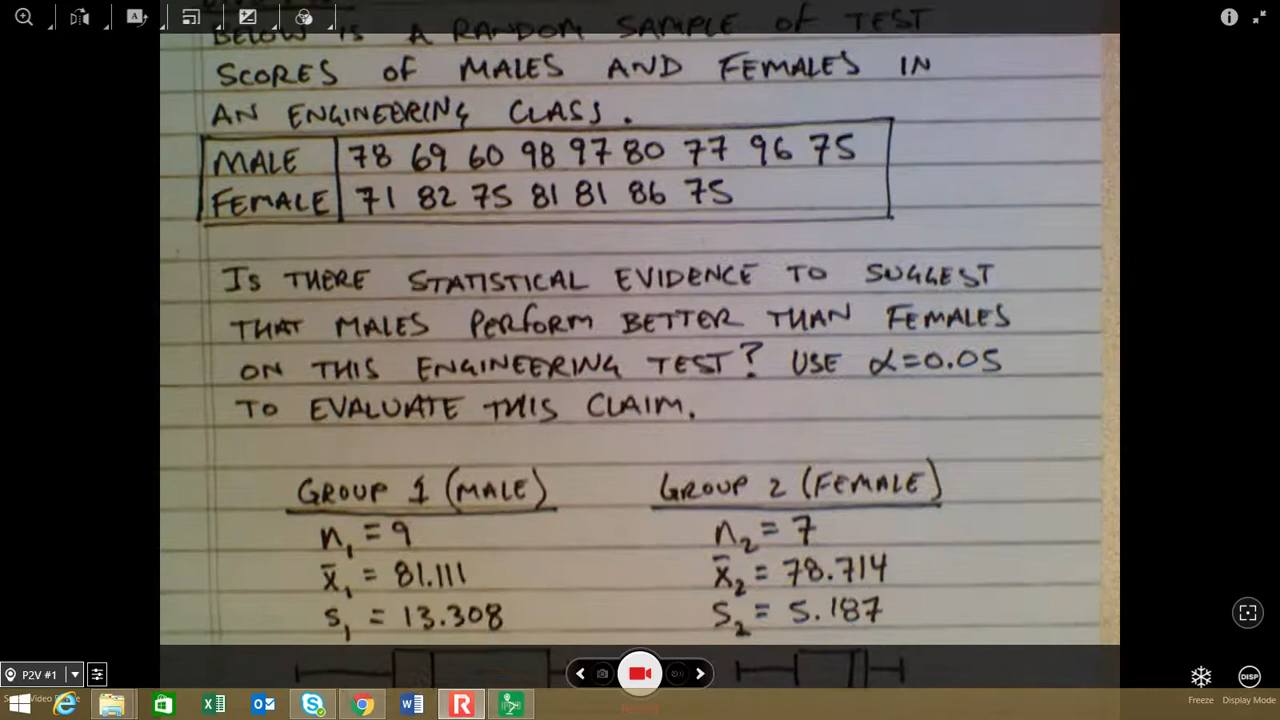 BELOW IS A RANDOM SAMPLE OF TEST
SCORES OF MALES AND FEMALES IN
AN ENGINEERING CLASS.
MALE 78 69 60 98 97 80 77 96 75
FEMALE 71 82 75 81 81 86 75
IS THERE STATISTICAL EVIDENCE TO SUGGEST
THAT MALES PERFORM BETTER THAN FEMALES
ON THIS ENGINEERING TEST? USE α=0.05
TO EVALUATE THIS CLAIM.
GROUP 1 (MALE)
n₁ = 9
x̄₁ = 81.111
s₁ = 13.308
GROUP 2 (FEMALE)
n₂ = 7
x̄₂ = 78.714
s₂ = 5.187
P2V #1
Freeze
DISP
Display Mode